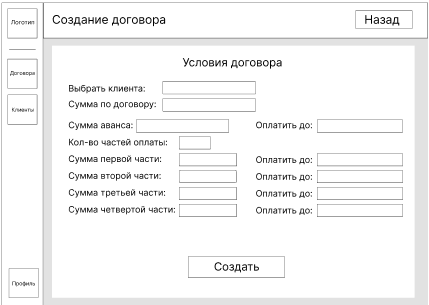 Логотип
Создание договора
Назад
Договора
Клиенты
Условия договора
Выбрать клиента:
Сумма по договору:
Сумма аванса: Оплатить до:
Кол-во частей оплаты:
Сумма первой части: Оплатить до:
Сумма второй части: Оплатить до:
Сумма третьей части: Оплатить до:
Сумма четвертой части: Оплатить до:
Создать
Профиль